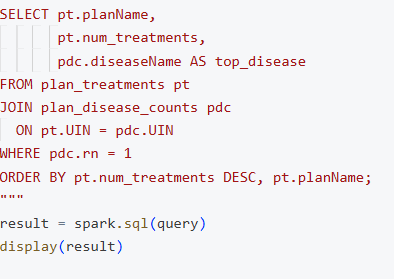 SELECT pt.planName,
pt.num_treatments,
pdc.diseaseName AS top_disease
FROM plan_treatments pt
JOIN plan_disease_counts pdc
ON pt.UIN = pdc.UIN
WHERE pdc.rn = 1
ORDER BY pt.num_treatments DESC, pt.planName;
"""
result = spark.sql(query)
display(result)